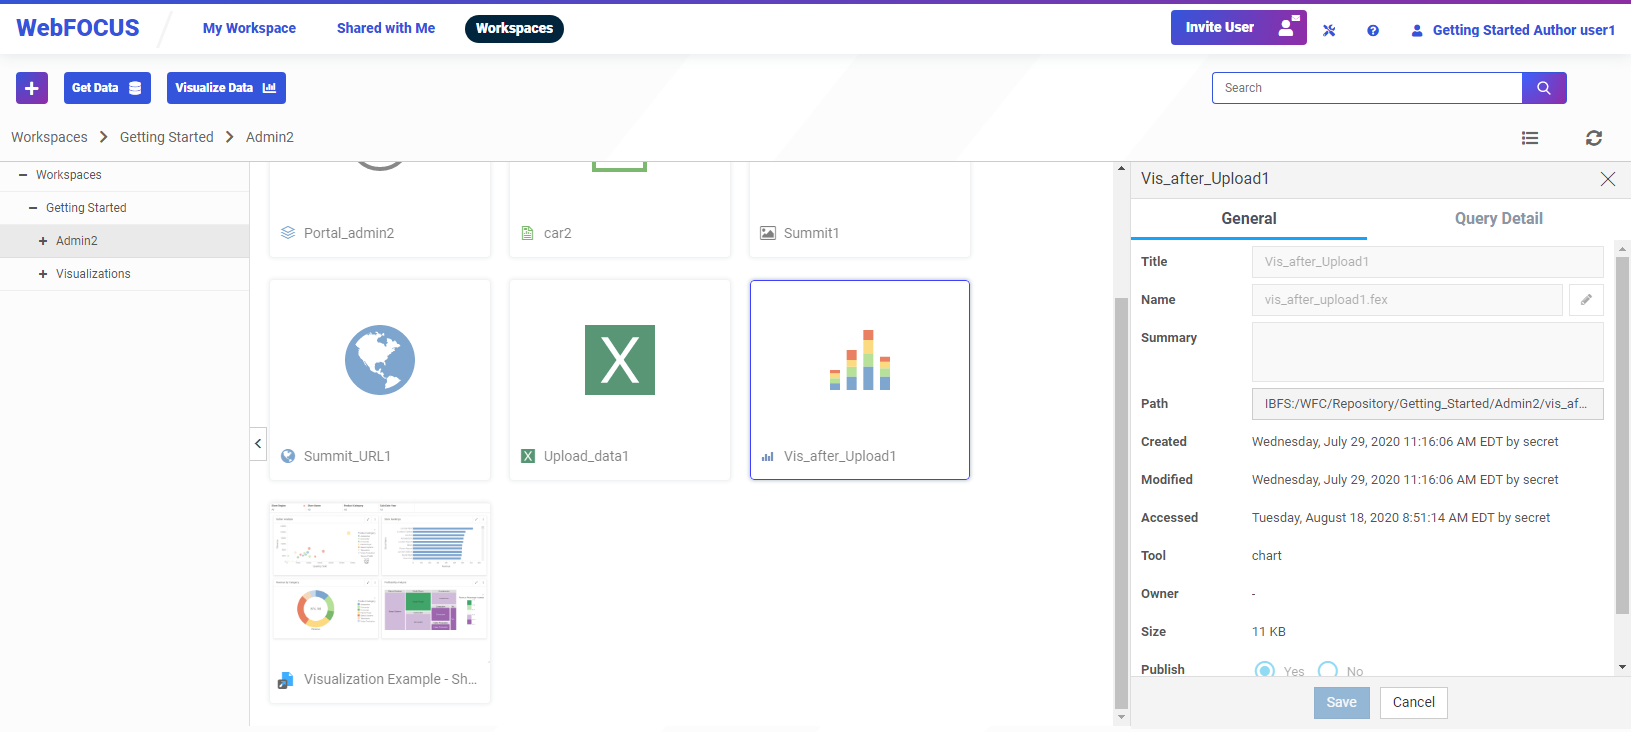 WebFOCUS
My Workspace
Shared with Me
Workspaces
Invite User
Getting Started Author user1
Get Data
Visualize Data
Search
Workspaces
Getting Started
Admin2
Workspaces
Getting Started
Admin2
Visualizations
Portal_admin2
car2
Summit1
Summit_URL1
X
Upload_data1
Vis_after_Upload1
Visualization Example - Sh...
Vis_after_Upload1
General
Query Detail
Title
Vis_after_Upload1
Name
vis_after_upload1.fex
Summary
Path
IBFS:/WFC/Repository/Getting_Started/Admin2/vis_af...
Created
Wednesday, July 29, 2020 11:16:06 AM EDT by secret
Modified
Wednesday, July 29, 2020 11:16:06 AM EDT by secret
Accessed
Tuesday, August 18, 2020 8:51:14 AM EDT by secret
Tool
chart
Owner
-
Size
11 KB
Publish
Yes
No
Save
Cancel